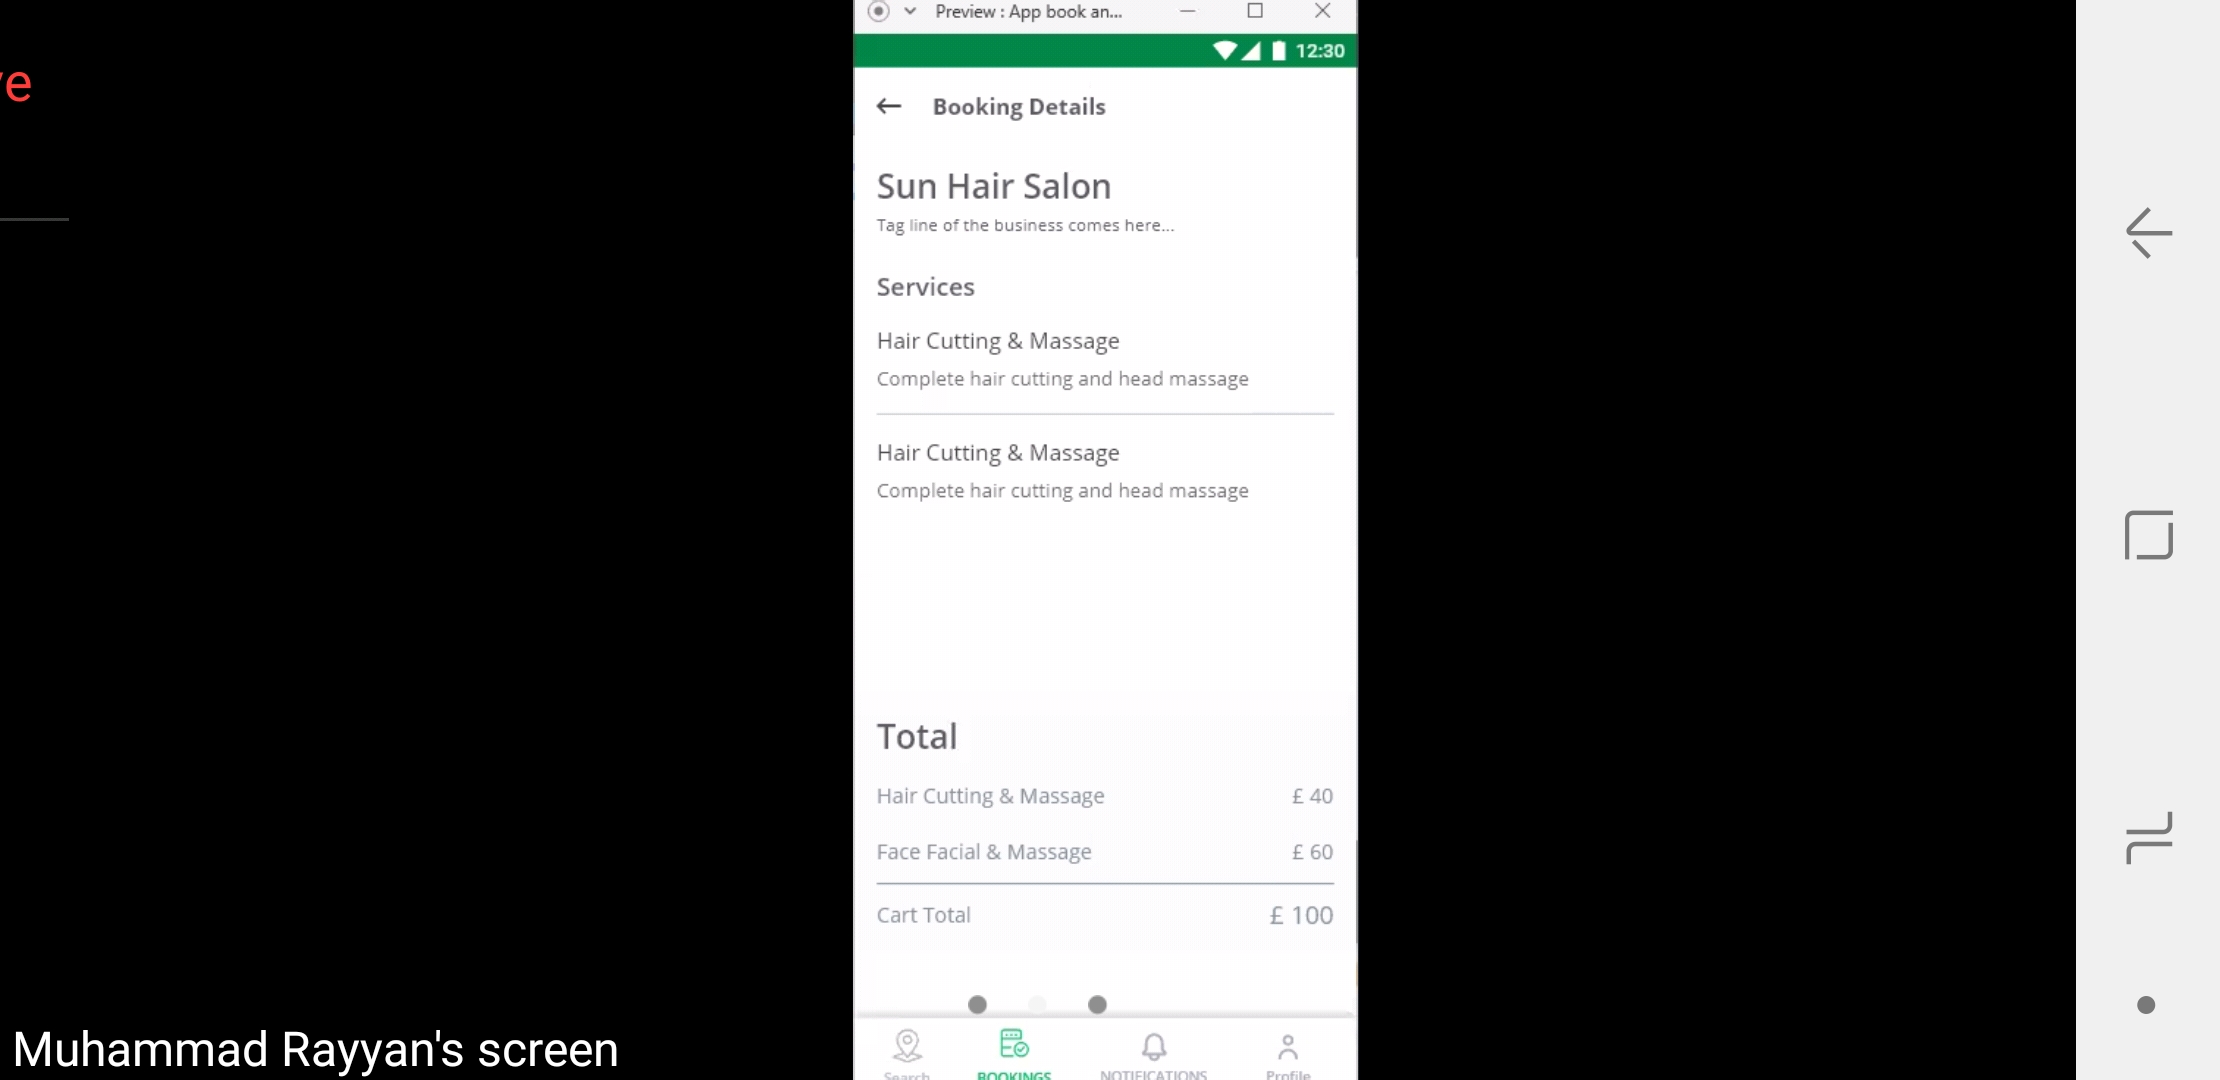 Preview : App book an...
12:30
Booking Details
Sun Hair Salon
Tag line of the business comes here...
Services
Hair Cutting & Massage
Complete hair cutting and head massage
Hair Cutting & Massage
Complete hair cutting and head massage
Total
Hair Cutting & Massage £ 40
Face Facial & Massage £ 60
Cart Total £ 100
Search BOOKINGS NOTIFICATIONS Profile
Muhammad Rayyan's screen